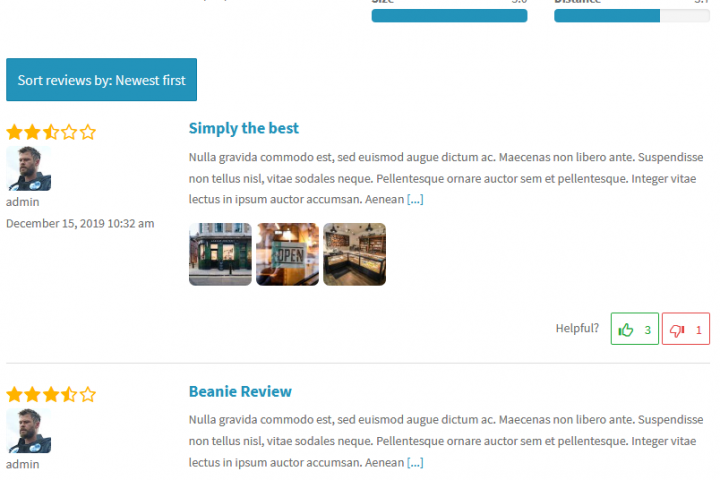 Size
Distance
Sort reviews by: Newest first
Simply the best
Nulla gravida commodo est, sed euismod augue dictum ac. Maecenas non libero ante. Suspendisse
non tellus nisl, vitae sodales neque. Pellentesque ornare auctor sem et pellentesque. Integer vitae
lectus in ipsum auctor accumsan. Aenean [...]
admin
December 15, 2019 10:32 am
OPEN
Helpful? 3 1
Beanie Review
Nulla gravida commodo est, sed euismod augue dictum ac. Maecenas non libero ante. Suspendisse
non tellus nisl, vitae sodales neque. Pellentesque ornare auctor sem et pellentesque. Integer vitae
lectus in ipsum auctor accumsan. Aenean [...]
admin